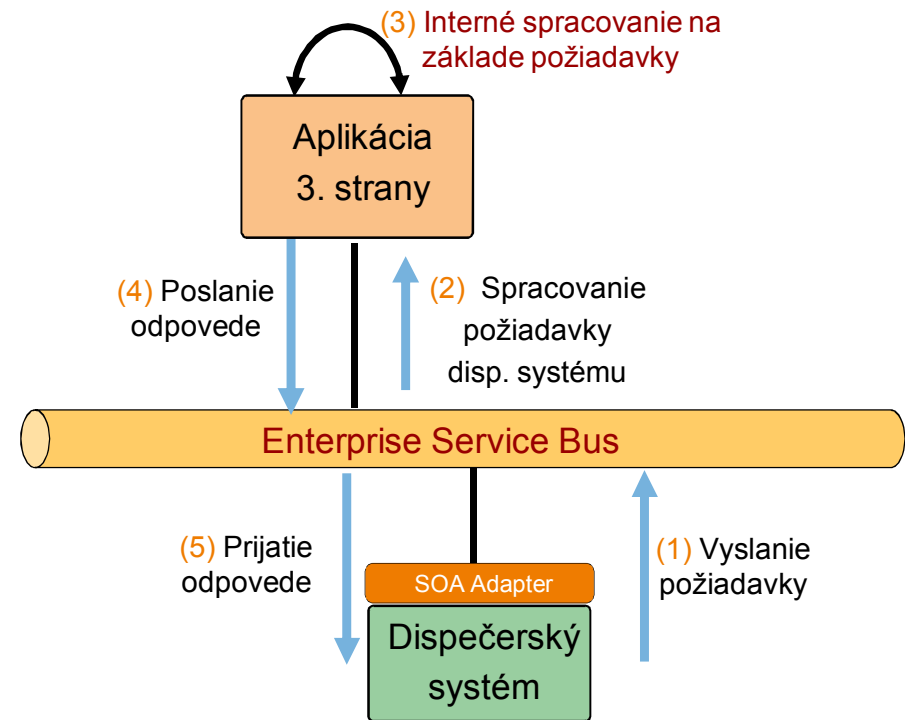 (3) Interné spracovanie na
základe požiadavky
Aplikácia
3. strany
(4) Poslanie
odpovede
(2) Spracovanie
požiadavky
disp. systému
Enterprise Service Bus
(5) Prijatie
odpovede
(1) Vyslanie
požiadavky
SOA Adapter
Dispečerský
systém